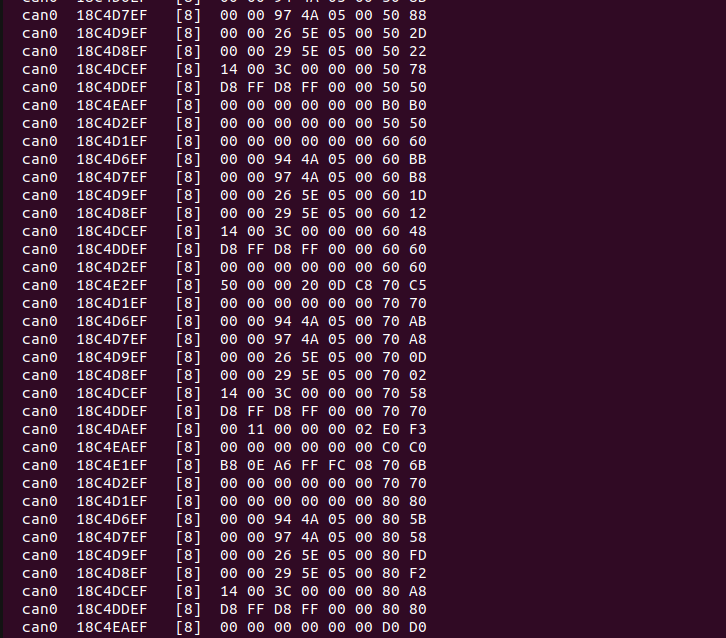 can0 18C4D7EF [8] 00 00 97 4A 05 00 50 88
can0 18C4D9EF [8] 00 00 26 5E 05 00 50 2D
can0 18C4D8EF [8] 00 00 29 5E 05 00 50 22
can0 18C4DCEF [8] 14 00 3C 00 00 00 50 78
can0 18C4DDEF [8] D8 FF D8 FF 00 00 50 50
can0 18C4EAEF [8] 00 00 00 00 00 00 B0 B0
can0 18C4D2EF [8] 00 00 00 00 00 00 50 50
can0 18C4D1EF [8] 00 00 00 00 00 00 60 60
can0 18C4D6EF [8] 00 00 94 4A 05 00 60 BB
can0 18C4D7EF [8] 00 00 97 4A 05 00 60 B8
can0 18C4D9EF [8] 00 00 26 5E 05 00 60 1D
can0 18C4D8EF [8] 00 00 29 5E 05 00 60 12
can0 18C4DCEF [8] 14 00 3C 00 00 00 60 48
can0 18C4DDEF [8] D8 FF D8 FF 00 00 60 60
can0 18C4D2EF [8] 00 00 00 00 00 00 60 60
can0 18C4E2EF [8] 50 00 00 20 0D C8 70 C5
can0 18C4D1EF [8] 00 00 00 00 00 00 70 70
can0 18C4D6EF [8] 00 00 94 4A 05 00 70 AB
can0 18C4D7EF [8] 00 00 97 4A 05 00 70 A8
can0 18C4D9EF [8] 00 00 26 5E 05 00 70 0D
can0 18C4D8EF [8] 00 00 29 5E 05 00 70 02
can0 18C4DCEF [8] 14 00 3C 00 00 00 70 58
can0 18C4DDEF [8] D8 FF D8 FF 00 00 70 70
can0 18C4DAEF [8] 00 11 00 00 00 02 E0 F3
can0 18C4EAEF [8] 00 00 00 00 00 00 C0 C0
can0 18C4E1EF [8] B8 0E A6 FF FC 08 70 6B
can0 18C4D2EF [8] 00 00 00 00 00 00 70 70
can0 18C4D1EF [8] 00 00 00 00 00 00 80 80
can0 18C4D6EF [8] 00 00 94 4A 05 00 80 5B
can0 18C4D7EF [8] 00 00 97 4A 05 00 80 58
can0 18C4D9EF [8] 00 00 26 5E 05 00 80 FD
can0 18C4D8EF [8] 00 00 29 5E 05 00 80 F2
can0 18C4DCEF [8] 14 00 3C 00 00 00 80 A8
can0 18C4DDEF [8] D8 FF D8 FF 00 00 80 80
can0 18C4EAEF [8] 00 00 00 00 00 00 D0 D0